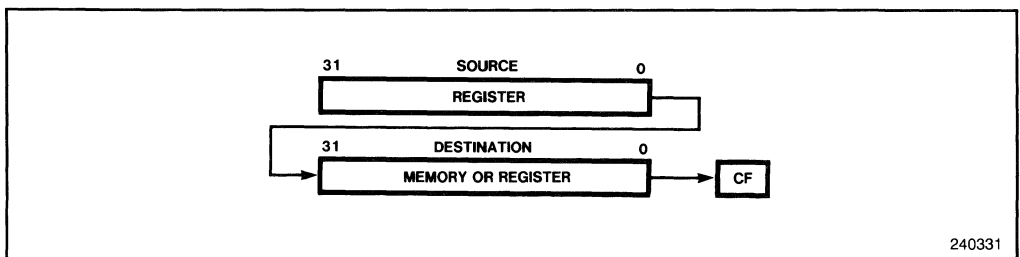 31 SOURCE 0
REGISTER
31 DESTINATION 0
MEMORY OR REGISTER CF
240331